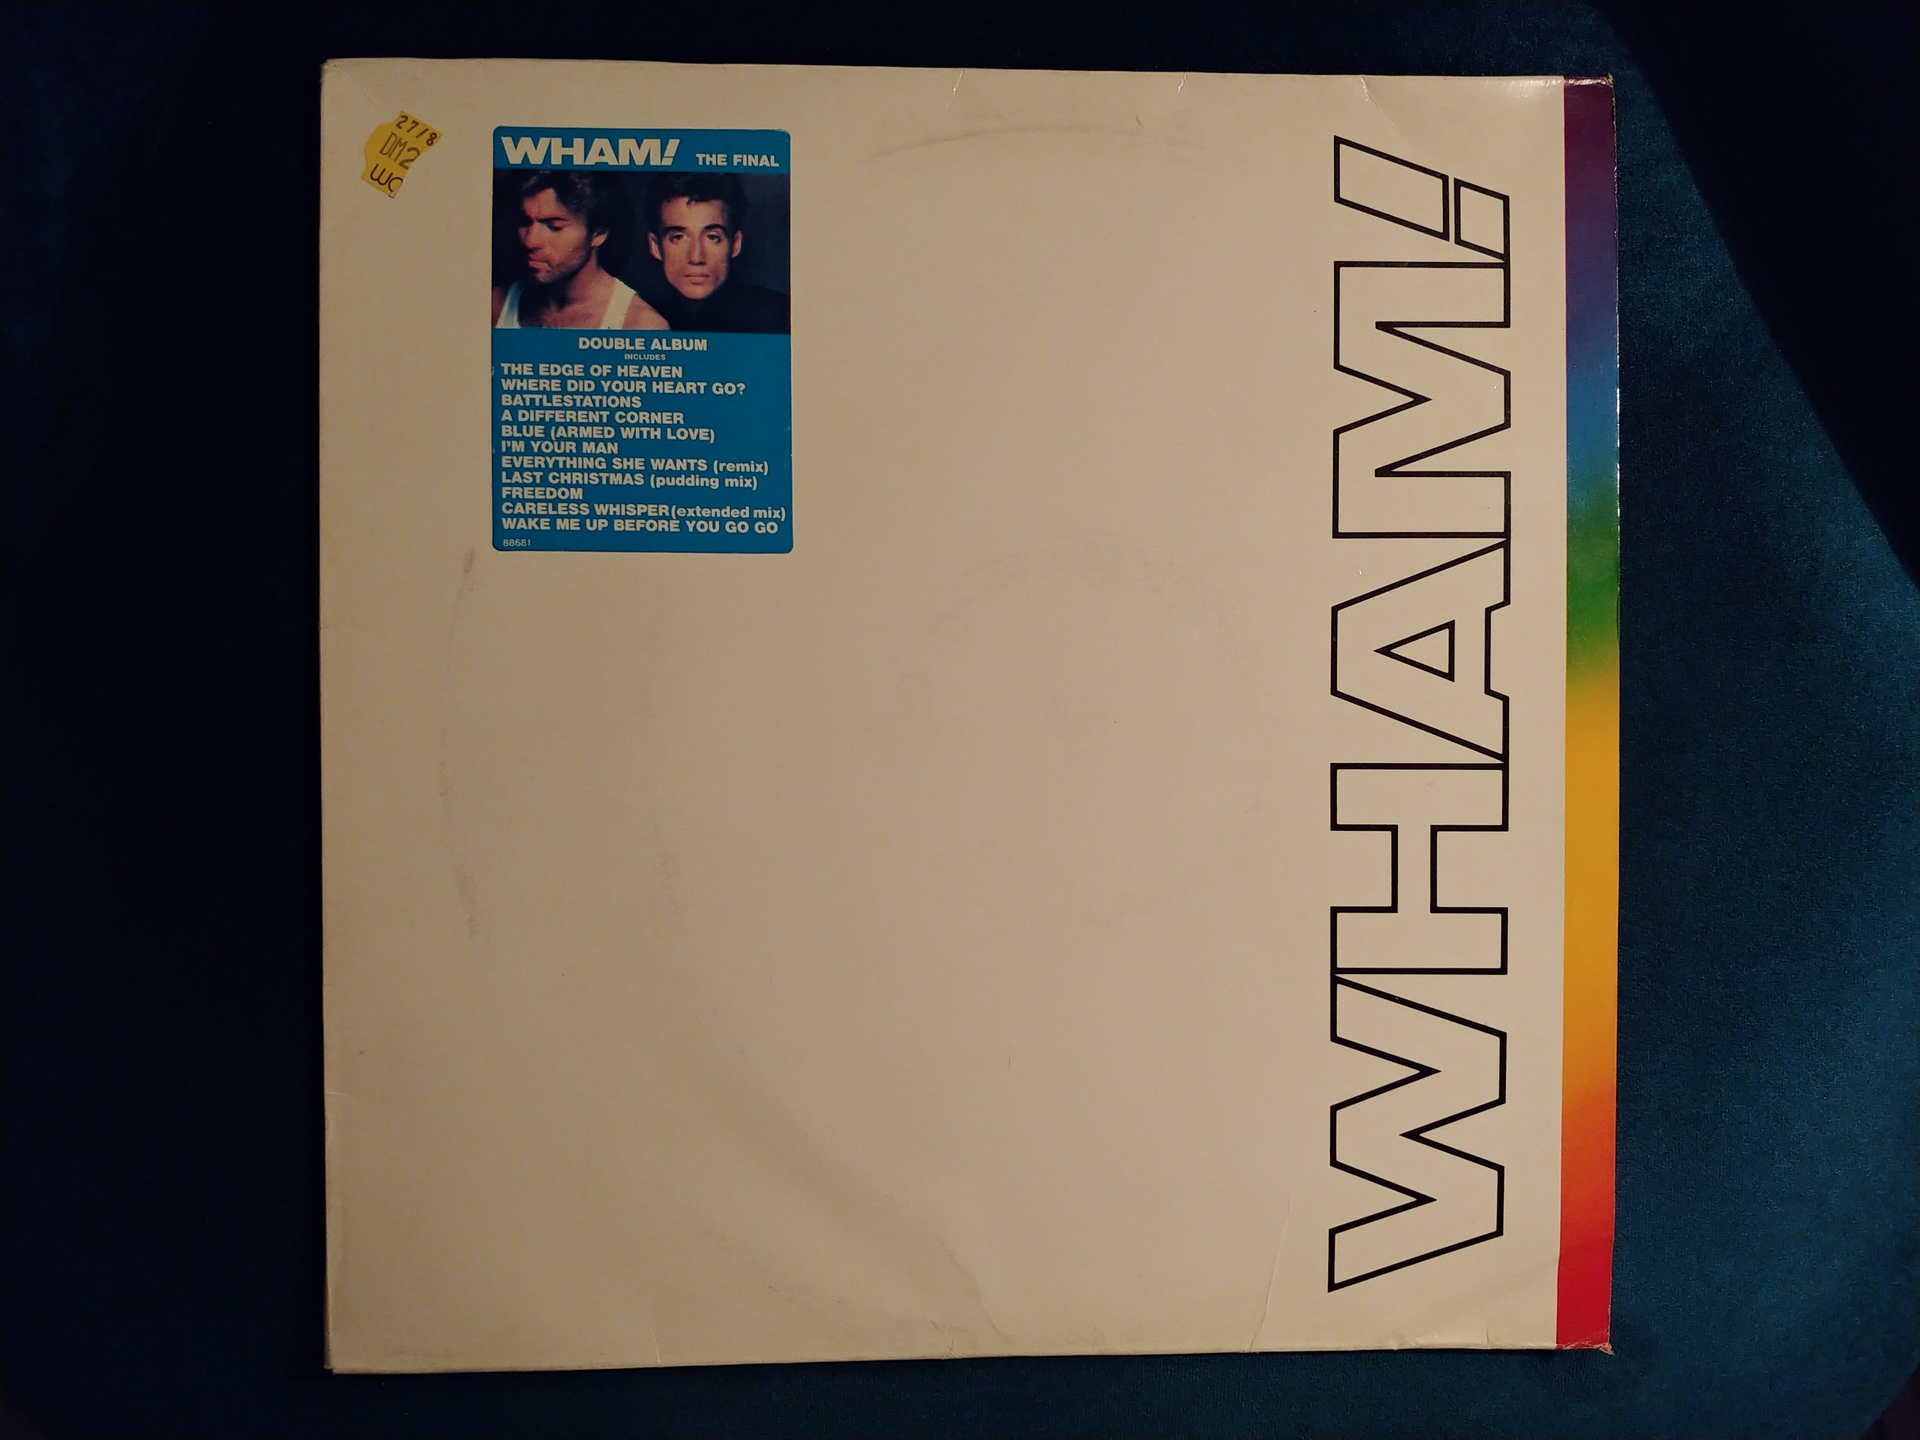 27/8
DM2
WHAM! THE FINAL
DOUBLE ALBUM
INCLUDES
THE EDGE OF HEAVEN
WHERE DID YOUR HEART GO?
BATTLESTATIONS
A DIFFERENT CORNER
BLUE (ARMED WITH LOVE)
I'M YOUR MAN
EVERYTHING SHE WANTS (remix)
LAST CHRISTMAS (pudding mix)
FREEDOM
CARELESS WHISPER (extended mix)
WAKE ME UP BEFORE YOU GO GO
88681
WHAM!